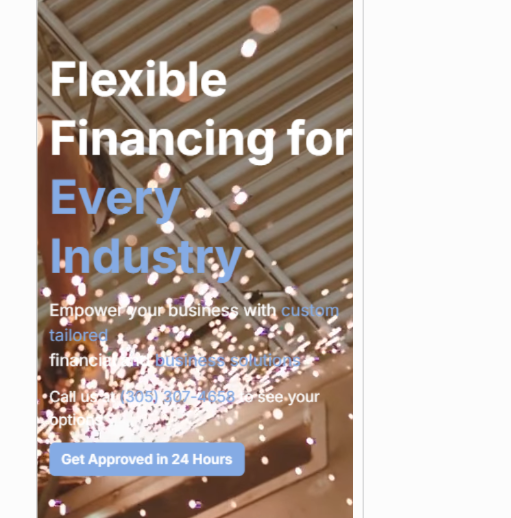 Flexible
Financing for
Every
Industry
Empower your business with custom
tailored
financial and business solutions
Call us at (305) 307-4658 to see your
options
Get Approved in 24 Hours